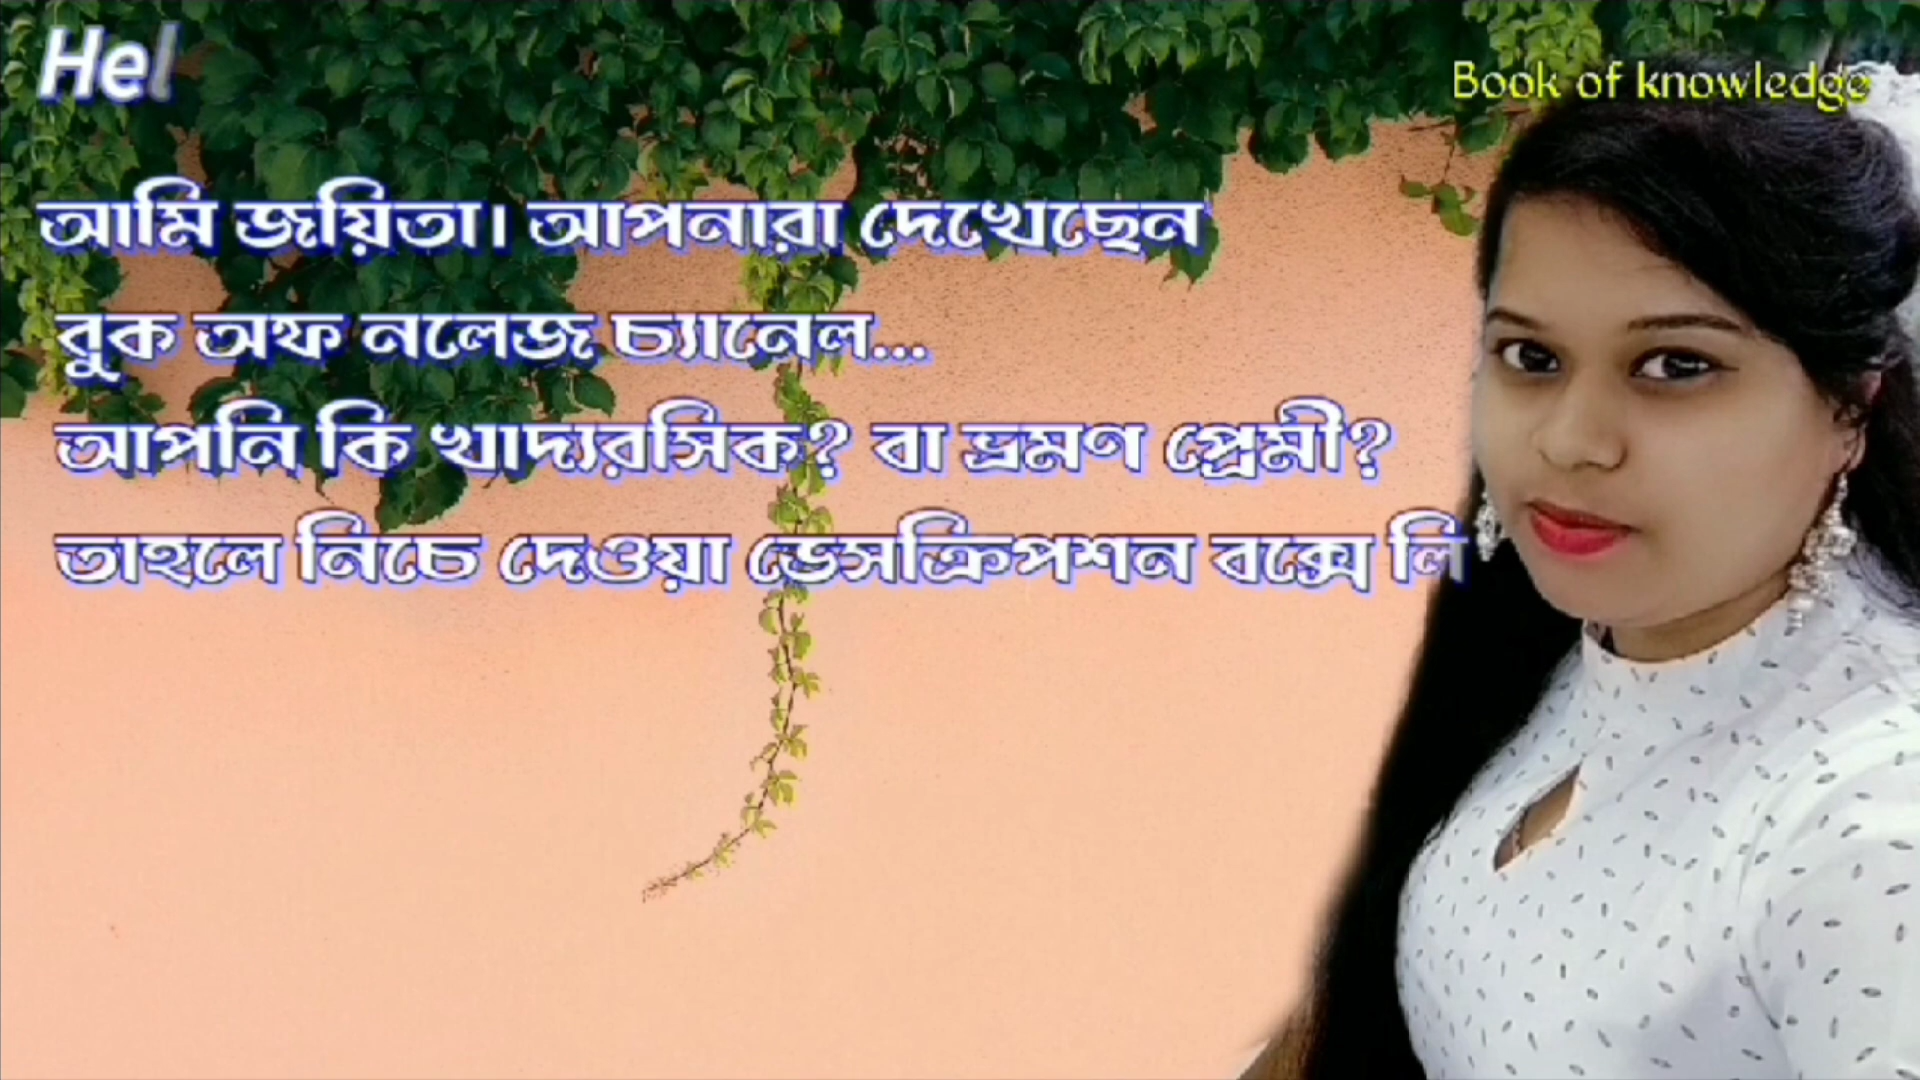 Hel
Book of knowledge
আমি জয়িতা। আপনারা দেখেছেন
বুক অফ নলেজ চ্যানেল...
আপনি কি খাদ্যরসিক? বা ভ্রমণ প্রেমী?
তাহলে নিচে দেওয়া ডেসক্রিপশন বক্সে লি